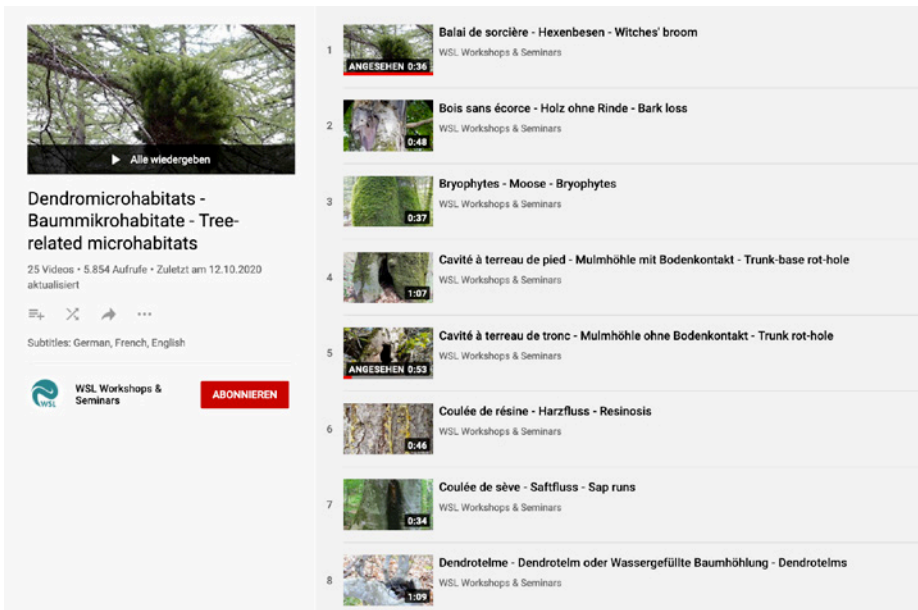 Alle wiedergeben
Dendromicrohabitats -
Baummikrohabitate - Tree-
related microhabitats
25 Videos • 5.854 Aufrufe • Zuletzt am 12.10.2020
aktualisiert
Subtitles: German, French, English
WSL
WSL Workshops &
Seminars
ABONNIEREN
1
ANGESEHEN 0:36
Balai de sorcière - Hexenbesen - Witches' broom
WSL Workshops & Seminars
2
0:48
Bois sans écorce - Holz ohne Rinde - Bark loss
WSL Workshops & Seminars
3
0:37
Bryophytes - Moose - Bryophytes
WSL Workshops & Seminars
4
1:07
Cavité à terreau de pied - Mulmhöhle mit Bodenkontakt - Trunk-base rot-hole
WSL Workshops & Seminars
5
ANGESEHEN 0:53
Cavité à terreau de tronc - Mulmhöhle ohne Bodenkontakt - Trunk rot-hole
WSL Workshops & Seminars
6
0:46
Coulée de résine - Harzfluss - Resinosis
WSL Workshops & Seminars
7
0:34
Coulée de sève - Saftfluss - Sap runs
WSL Workshops & Seminars
8
1:09
Dendrotelme - Dendrotelm oder Wassergefüllte Baumhöhlung - Dendrotelms
WSL Workshops & Seminars